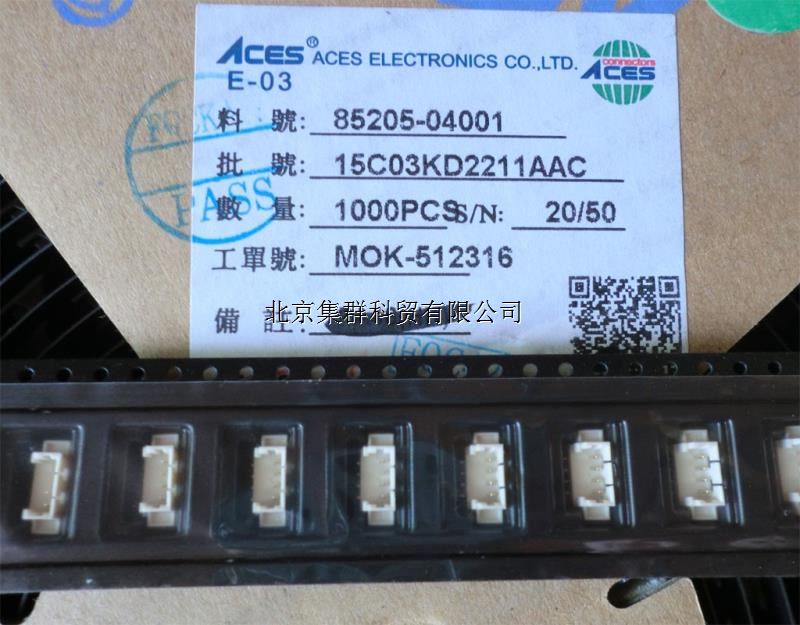 ACES® ACES ELECTRONICS CO.,LTD.
connectors
ACES
E-03
料 號: 85205-04001
批 號: 15C03KD2211AAC
數 量: 1000PCS S/N: 20/50
工單號: MOK-512316
備 註:
北京集群科贸有限公司
PASS